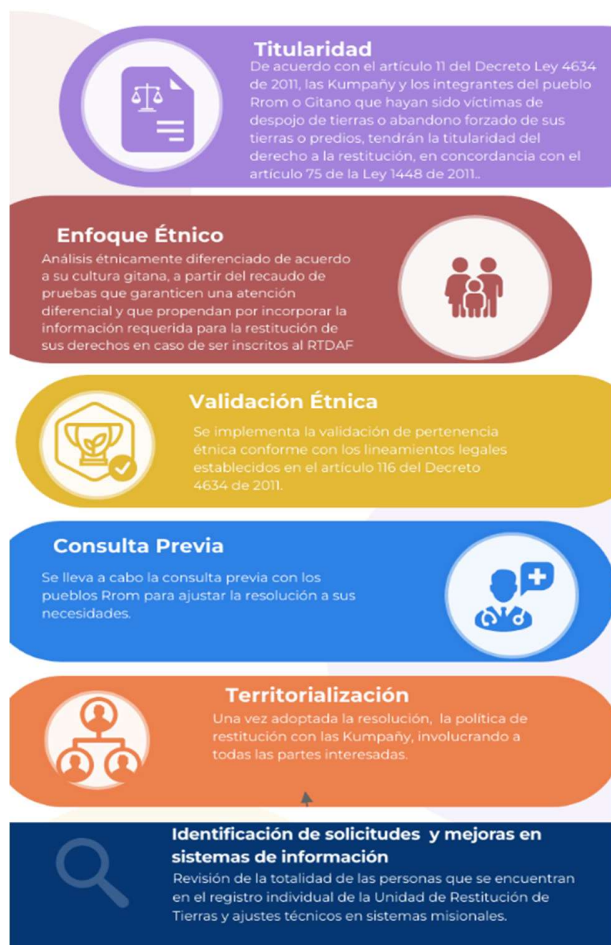 Titularidad
De acuerdo con el artículo 11 del Decreto Ley 4634
de 2011, las Kumpañy y los integrantes del pueblo
Rrom o Gitano que hayan sido víctimas de
despojo de tierras o abandono forzado de sus
tierras o predios, tendrán la titularidad del
derecho a la restitución, en concordancia con el
artículo 75 de la Ley 1448 de 2011..
Enfoque Étnico
Análisis étnicamente diferenciado de acuerdo
a su cultura gitana, a partir del recaudo de
pruebas que garanticen una atención
diferencial y que propendan por incorporar la
información requerida para la restitución de
sus derechos en caso de ser inscritos al RTDAF
Validación Étnica
Se implementa la validación de pertenencia
étnica conforme con los lineamientos legales
establecidos en el artículo 116 del Decreto
4634 de 2011.
Consulta Previa
Se lleva a cabo la consulta previa con los
pueblos Rrom para ajustar la resolución a sus
necesidades.
Territorialización
Una vez adoptada la resolución, la política de
restitución con las Kumpañy, involucrando a
todas las partes interesadas.
Identificación de solicitudes y mejoras en
sistemas de información
Revisión de la totalidad de las personas que se encuentran
en el registro individual de la Unidad de Restitución de
Tierras y ajustes técnicos en sistemas misionales.